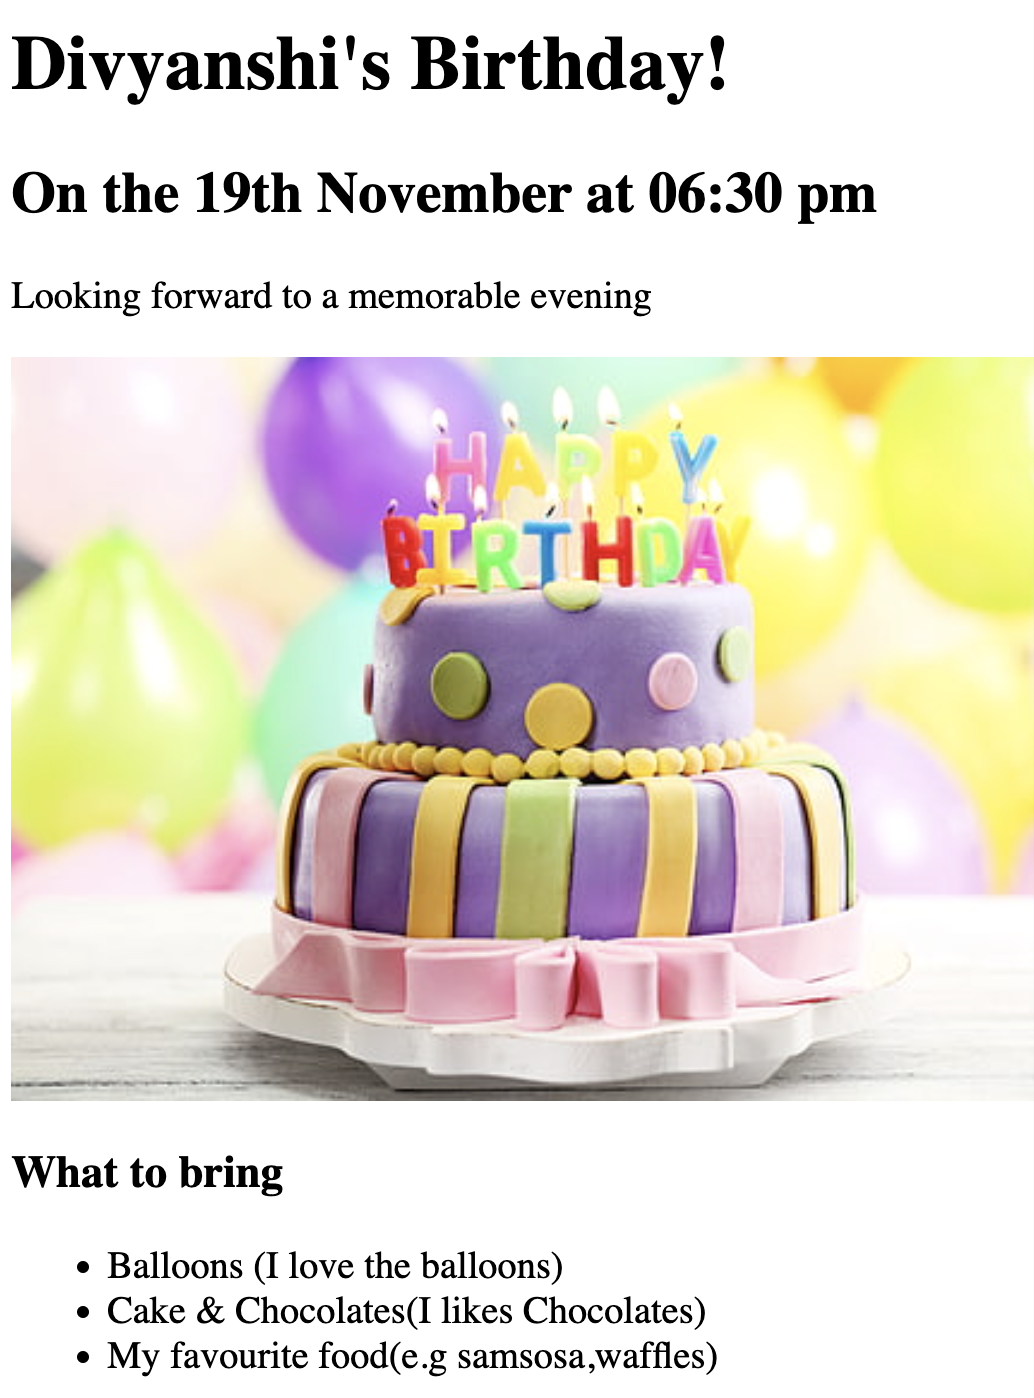 Divyanshi's Birthday!
On the 19th November at 06:30 pm
Looking forward to a memorable evening
HAPPY
BIRTHDAY
What to bring
Balloons (I love the balloons)
Cake & Chocolates(I likes Chocolates)
My favourite food(e.g samsosa,waffles)